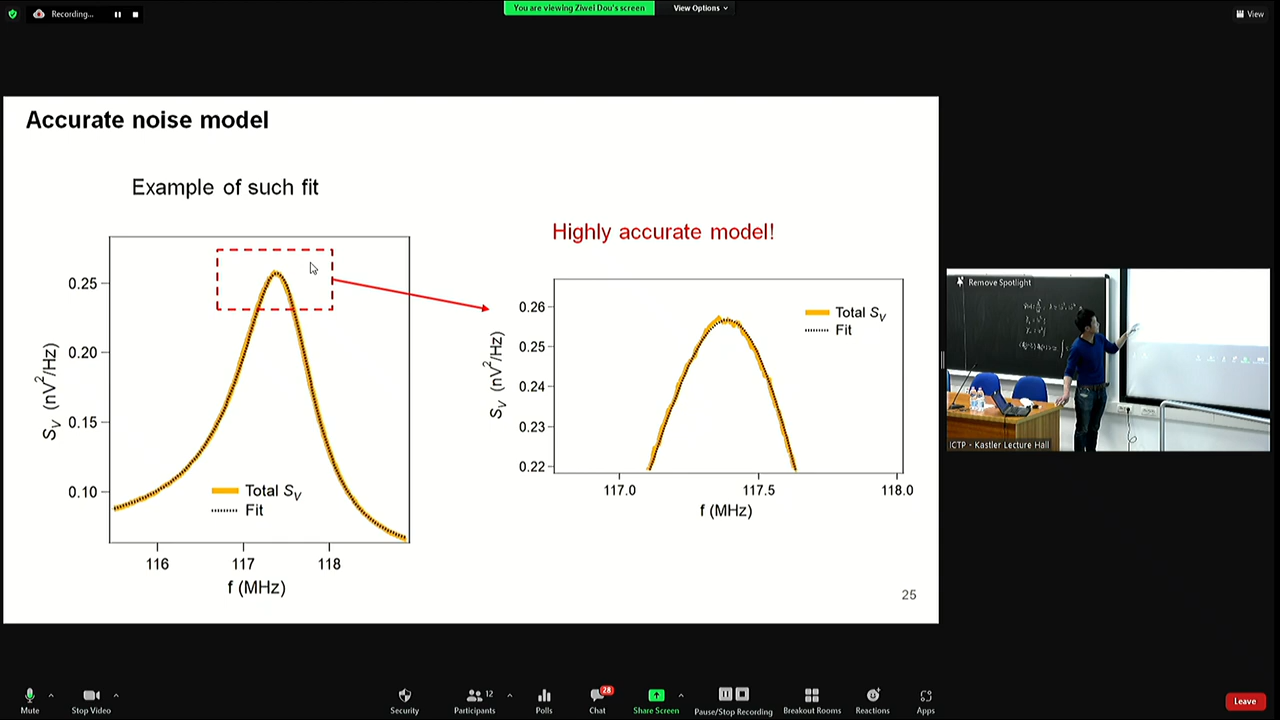 Recording...
You are viewing Ziwei Dou's screen
View Options
View
Accurate noise model
Example of such fit
Highly accurate model!
0.25
0.20
0.15
0.10
S_V (nV²/Hz)
Total S_V
Fit
116 117 118
f (MHz)
0.26
0.25
0.24
0.23
0.22
S_V (nV²/Hz)
Total S_V
Fit
117.0 117.5 118.0
f (MHz)
25
Remove Spotlight
ICTP - Kastler Lecture Hall
Mute
Stop Video
Security
12
Participants
Polls
28
Chat
Share Screen
Pause/Stop Recording
Breakout Rooms
Reactions
Apps
Leave